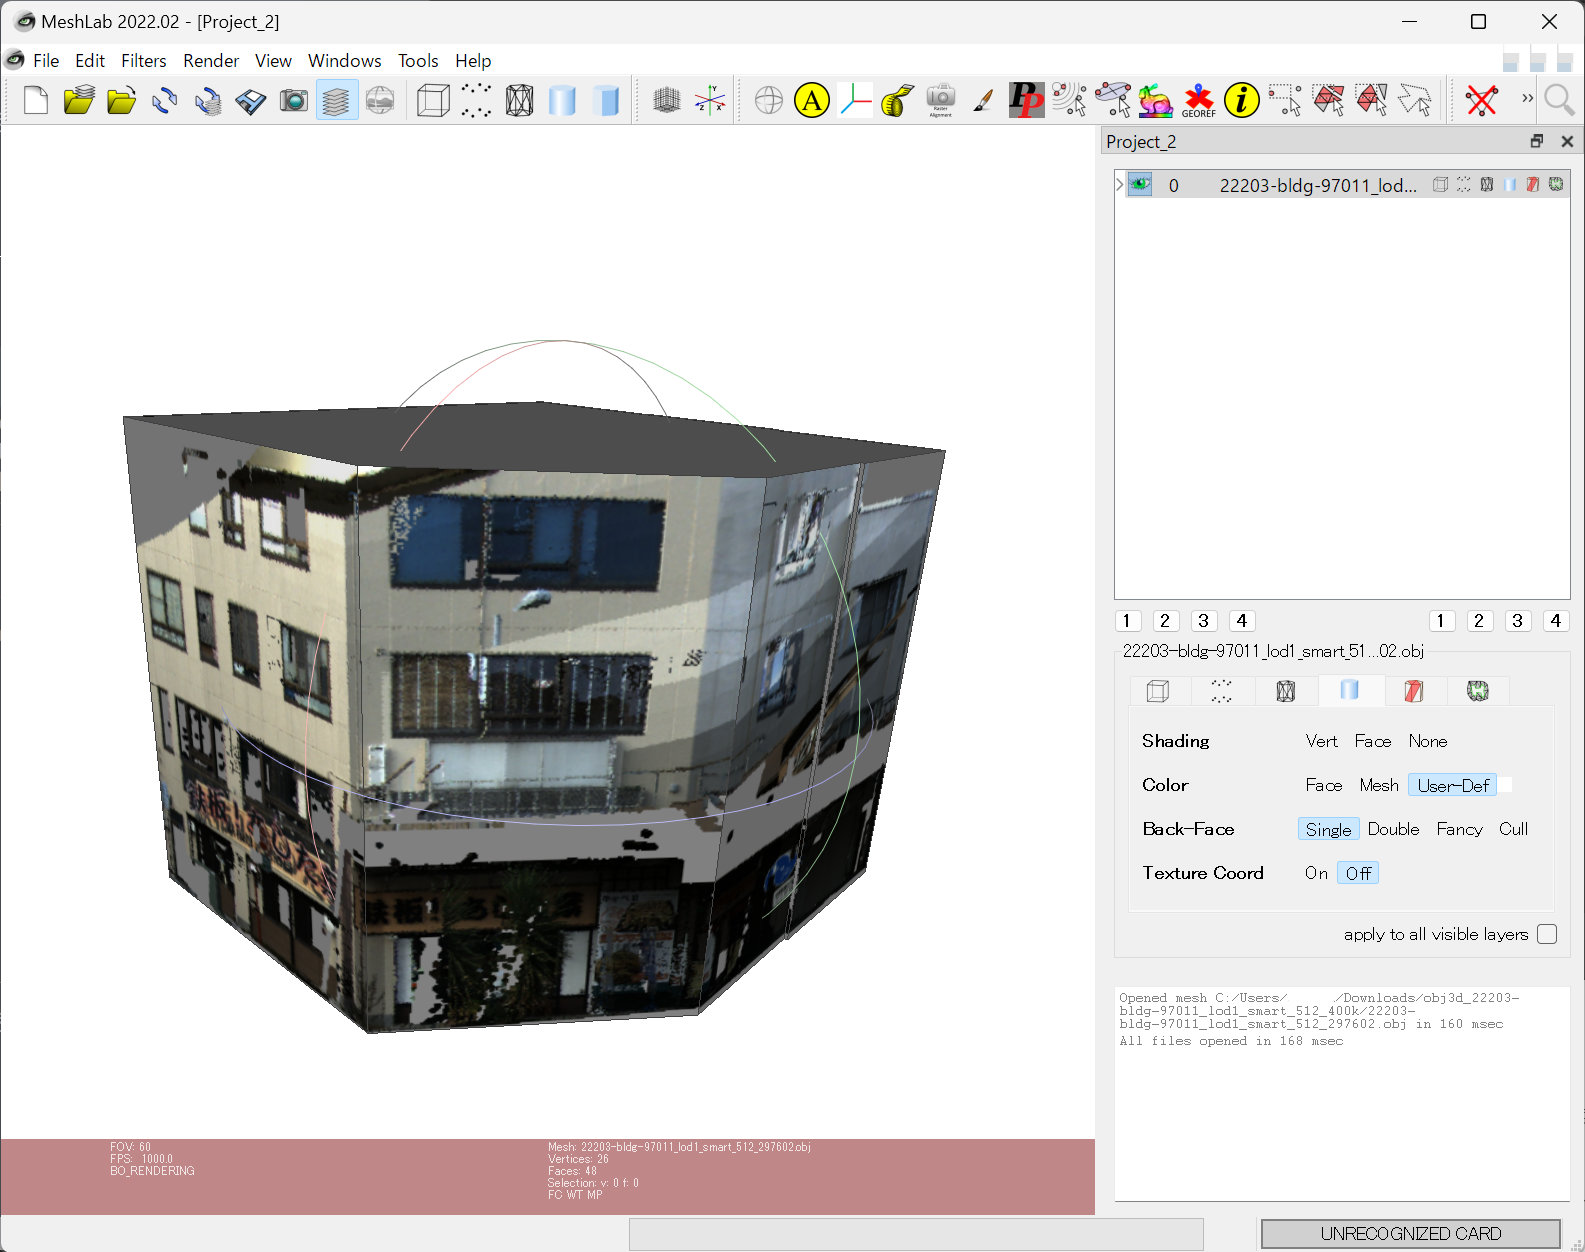 MeshLab 2022.02 - [Project_2]
File Edit Filters Render View Windows Tools Help
A
Raster Alignment
PP
GEOREF
i
»
Project_2
0 22203-bldg-97011_lod...
1 2 3 4 1 2 3 4
22203-bldg-97011_lod1_smart_51...02.obj
Shading Vert Face None
Color Face Mesh User-Def
Back-Face Single Double Fancy Cull
Texture Coord On Off
apply to all visible layers
Opened mesh C:/Users/ /Downloads/obj3d_22203-
bldg-97011_lod1_smart_512_400k/22203-
bldg-97011_lod1_smart_512_297602.obj in 160 msec
All files opened in 168 msec
FOV: 60
FPS: 1000.0
BO_RENDERING
Mesh: 22203-bldg-97011_lod1_smart_512_297602.obj
Vertices: 26
Faces: 48
Selection: v: 0 f: 0
FC WT MP
UNRECOGNIZED CARD